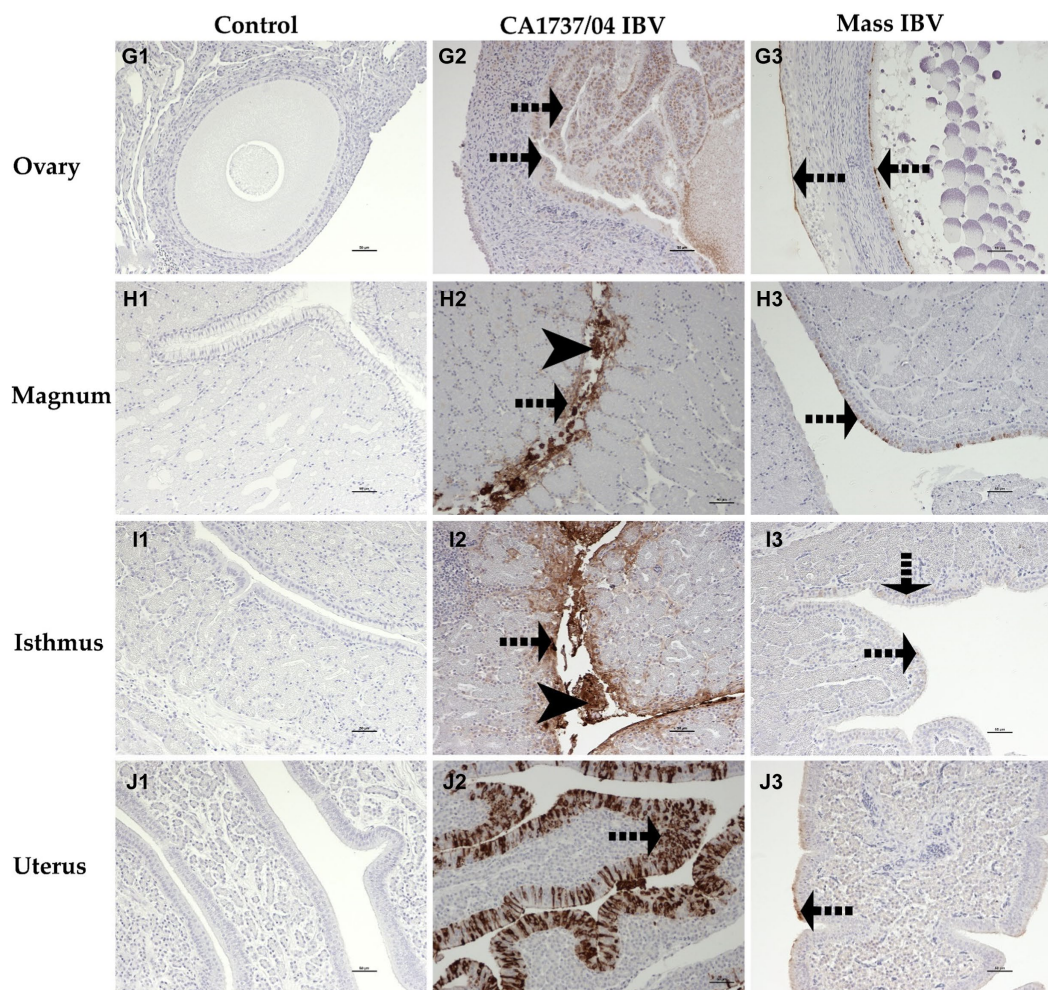 Control CA1737/04 IBV Mass IBV
G1 G2 G3
Ovary
H1 H2 H3
Magnum
I1 I2 I3
Isthmus
J1 J2 J3
Uterus